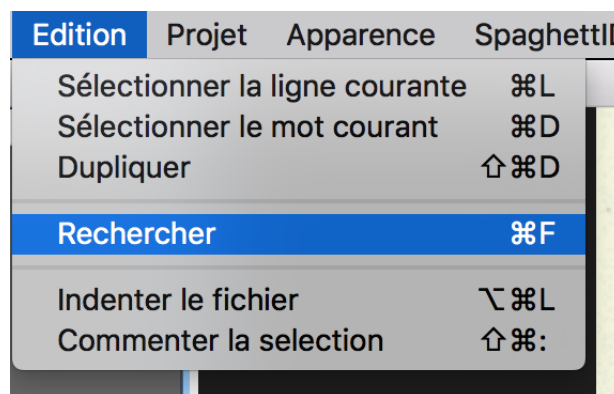 Edition Projet Apparence SpaghettID
Sélectionner la ligne courante ⌘L
Sélectionner le mot courant ⌘D
Dupliquer ⇧⌘D
Rechercher ⌘F
Indenter le fichier ⌥⌘L
Commenter la selection ⇧⌘: